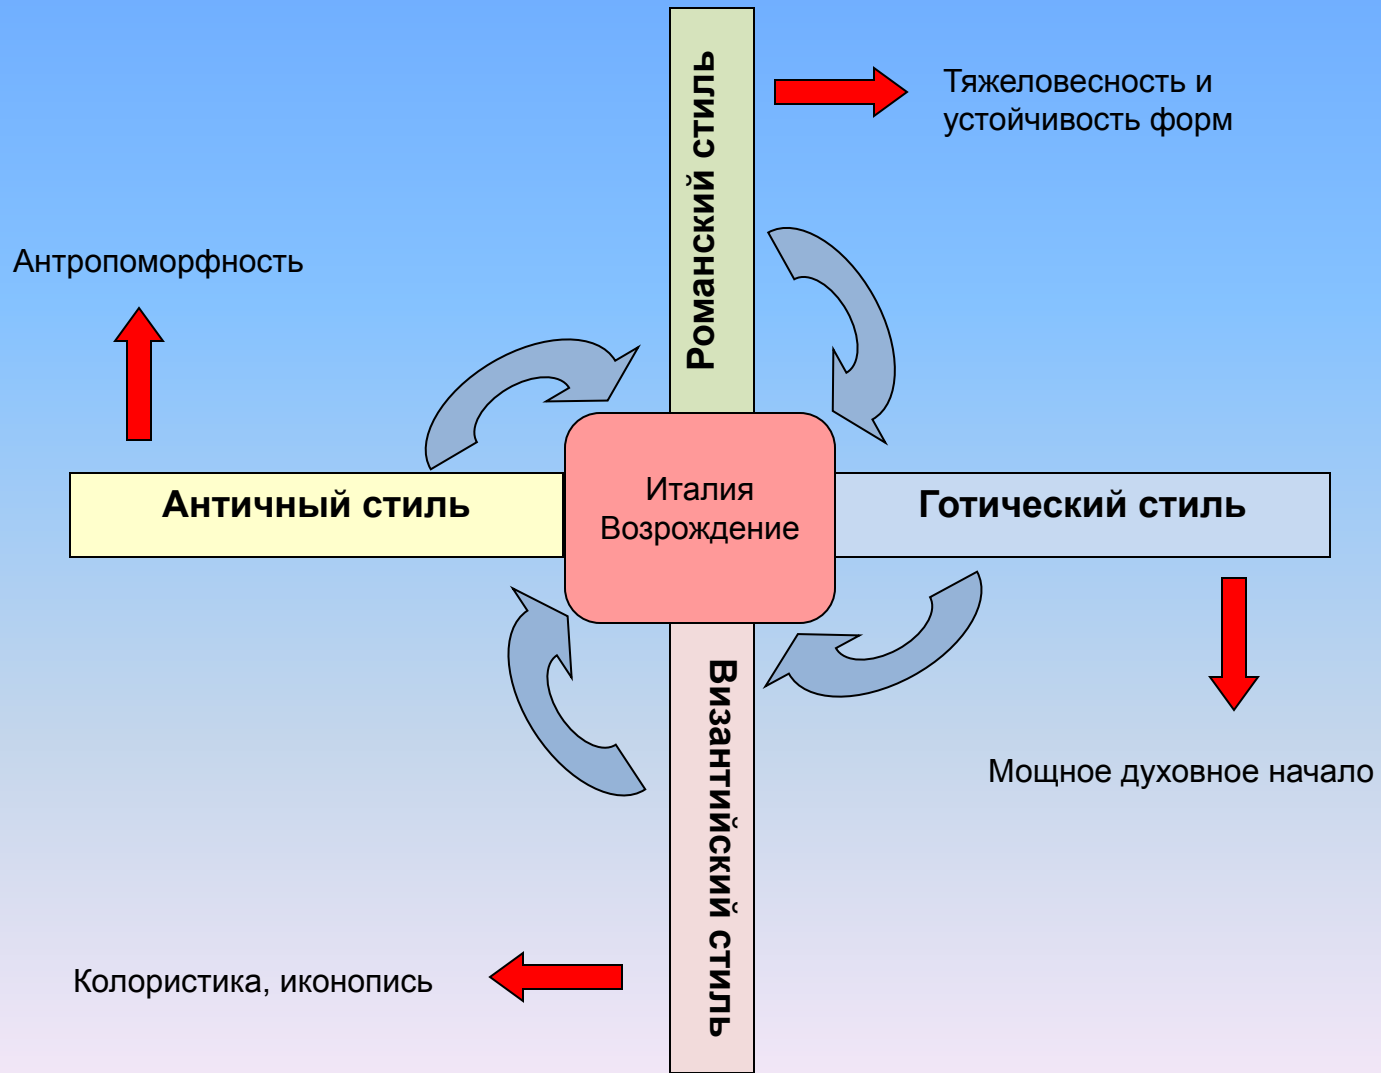 Романский стиль
Тяжеловесность и
устойчивость форм
Антропоморфность
Античный стиль
Италия
Возрождение
Готический стиль
Византийский стиль
Мощное духовное начало
Колористика, иконопись